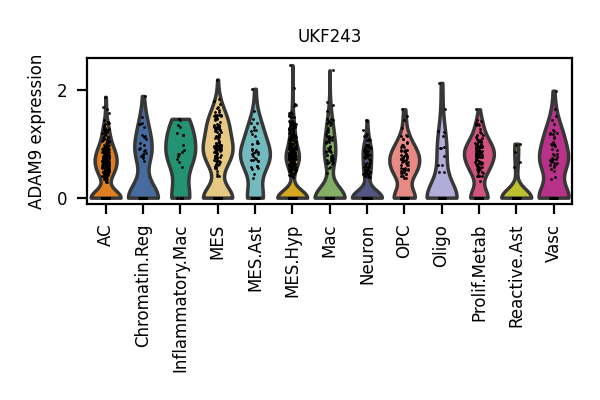 UKF243
ADAM9 expression
2
0
AC
Chromatin.Reg
Inflammatory.Mac
MES
MES.Ast
MES.Hyp
Mac
Neuron
OPC
Oligo
Prolif.Metab
Reactive.Ast
Vasc